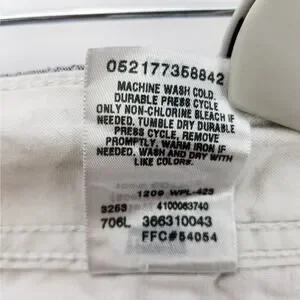 052177358842
MACHINE WASH COLD,
DURABLE PRESS CYCLE
ONLY NON-CHLORINE BLEACH IF
NEEDED. TUMBLE DRY DURABLE
PRESS CYCLE, REMOVE
PROMPTLY, WARM IRON IF
NEEDED. WASH AND DRY WITH
LIKE COLORS.
1209 WPL-423
3253 4100063740
706L 366310043
FFC#54054